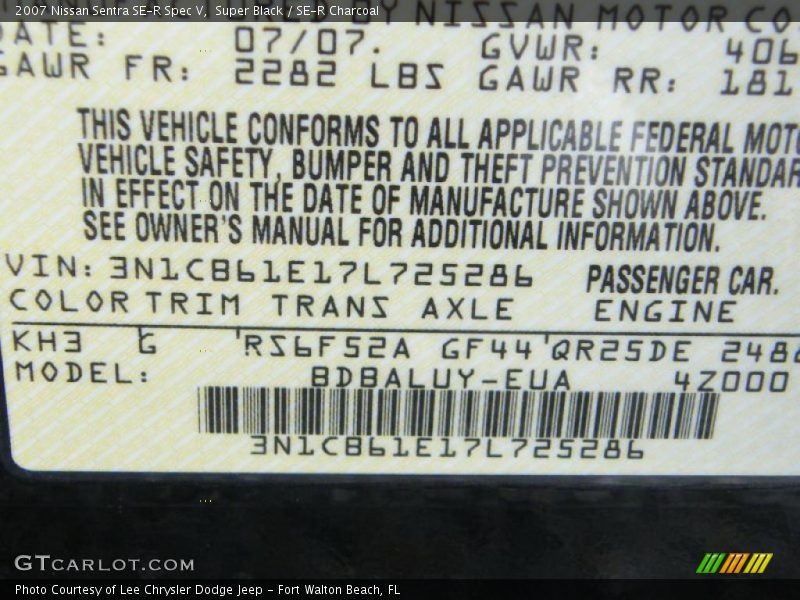 2007 Nissan Sentra SE-R Spec V, Super Black / SE-R Charcoal
BY NISSAN MOTOR CO
DATE: 07/07. GVWR: 406
GAWR FR: 2282 LBS GAWR RR: 181
THIS VEHICLE CONFORMS TO ALL APPLICABLE FEDERAL MOTO
VEHICLE SAFETY, BUMPER AND THEFT PREVENTION STANDAR
IN EFFECT ON THE DATE OF MANUFACTURE SHOWN ABOVE.
SEE OWNER'S MANUAL FOR ADDITIONAL INFORMATION.
VIN: 3N1CB61E17L725286 PASSENGER CAR.
COLOR TRIM TRANS AXLE ENGINE
KH3 G 'RS6F52A GF44'QR25DE 2488
MODEL: BDBALUY-EUA 4Z000
3N1CB61E17L725286
GTCARLOT.COM
Photo Courtesy of Lee Chrysler Dodge Jeep - Fort Walton Beach, FL